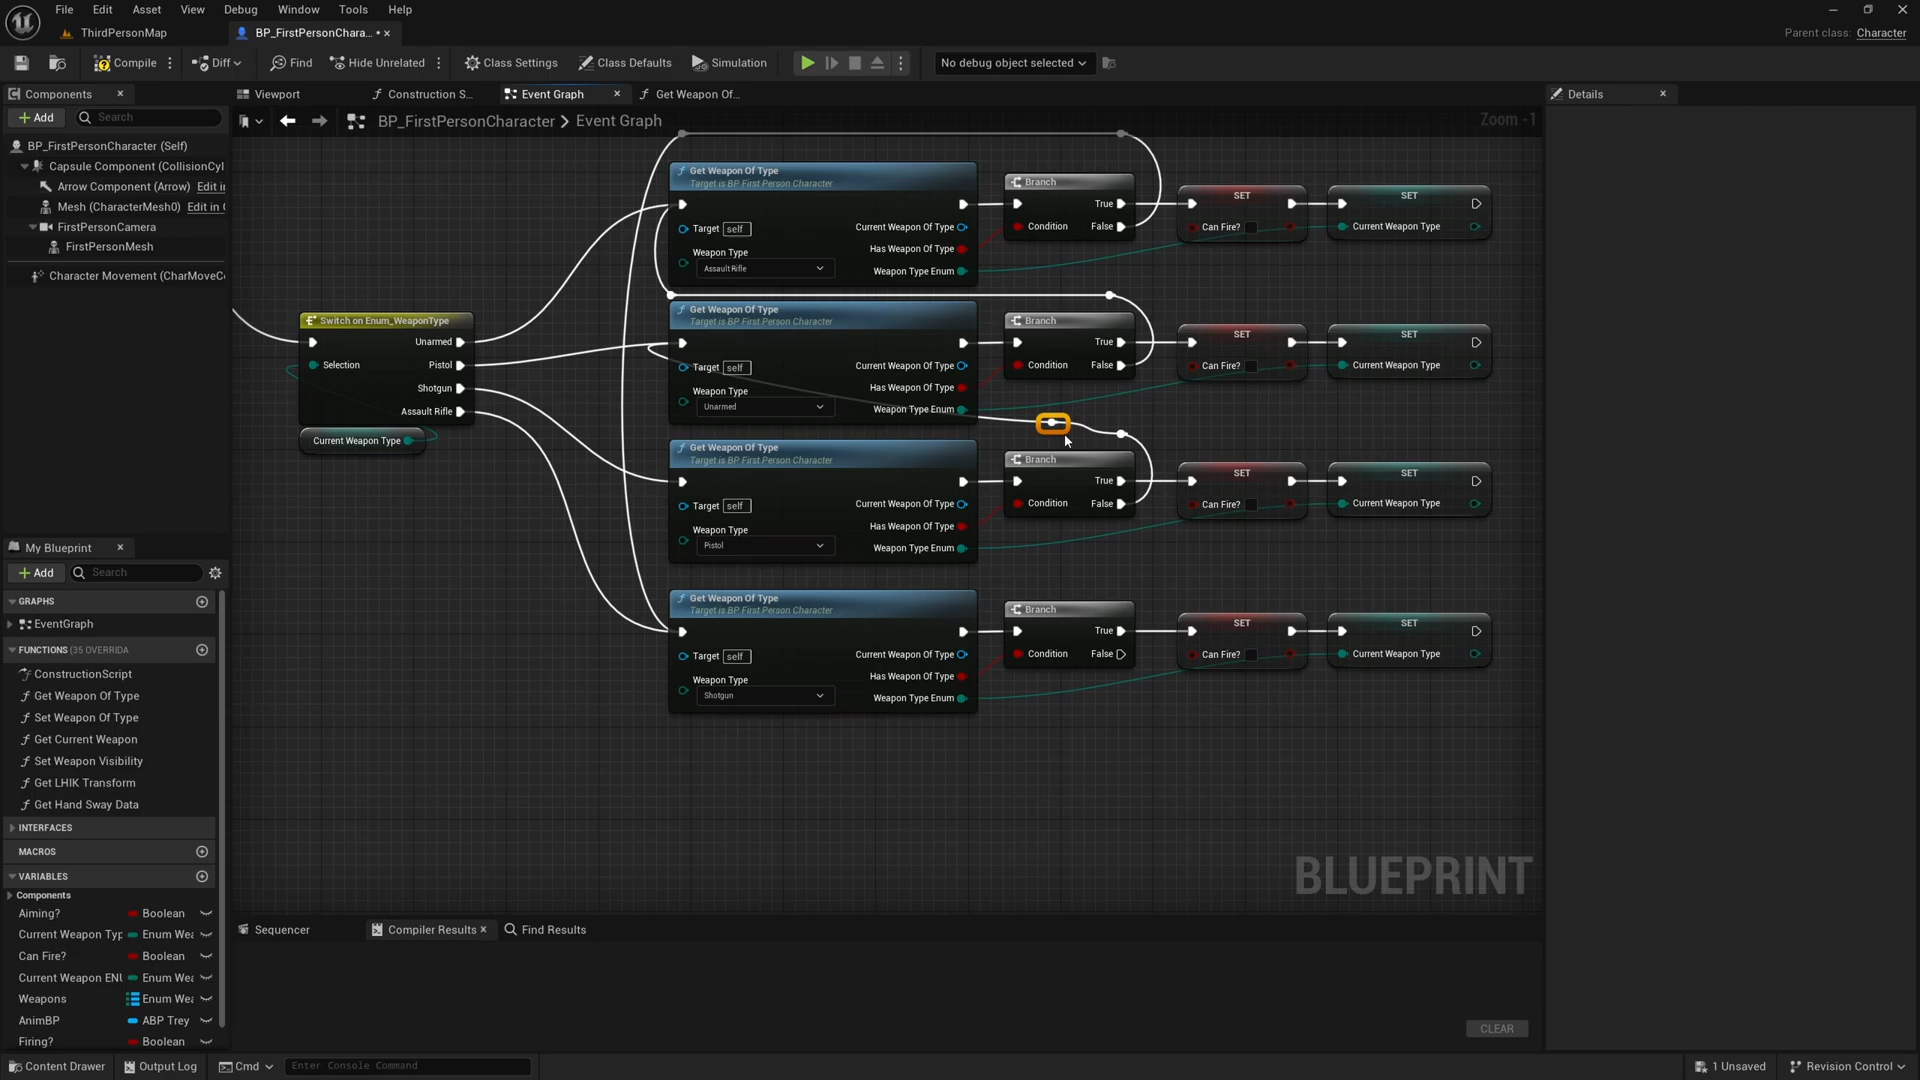 File Edit Asset View Debug Window Tools Help
ThirdPersonMap
BP_FirstPersonChara... •
Parent class: Character
Compile
Diff
Find
Hide Unrelated
Class Settings
Class Defaults
Simulation
No debug object selected
Components
Viewport
Construction S...
Event Graph
Get Weapon Of...
Details
Add
Search
BP_FirstPersonCharacter > Event Graph
Zoom -1
BP_FirstPersonCharacter (Self)
Capsule Component (CollisionCyl
Arrow Component (Arrow) Edit in
Mesh (CharacterMesh0) Edit in C
FirstPersonCamera
FirstPersonMesh
Character Movement (CharMoveCo
Switch on Enum_WeaponType
Unarmed
Selection
Pistol
Shotgun
Assault Rifle
Current Weapon Type
Get Weapon Of Type
Target is BP First Person Character
Target self
Current Weapon Of Type
Has Weapon Of Type
Weapon Type
Assault Rifle
Weapon Type Enum
Branch
True
Condition
False
SET
Can Fire?
SET
Current Weapon Type
Get Weapon Of Type
Target is BP First Person Character
Target self
Current Weapon Of Type
Has Weapon Of Type
Weapon Type
Unarmed
Weapon Type Enum
Branch
True
Condition
False
SET
Can Fire?
SET
Current Weapon Type
Get Weapon Of Type
Target is BP First Person Character
Target self
Current Weapon Of Type
Has Weapon Of Type
Weapon Type
Pistol
Weapon Type Enum
Branch
True
Condition
False
SET
Can Fire?
SET
Current Weapon Type
Get Weapon Of Type
Target is BP First Person Character
Target self
Current Weapon Of Type
Has Weapon Of Type
Weapon Type
Shotgun
Weapon Type Enum
Branch
True
Condition
False
SET
Can Fire?
SET
Current Weapon Type
BLUEPRINT
My Blueprint
Add
Search
GRAPHS
EventGraph
FUNCTIONS (35 OVERRIDA
ConstructionScript
Get Weapon Of Type
Set Weapon Of Type
Get Current Weapon
Set Weapon Visibility
Get LHIK Transform
Get Hand Sway Data
INTERFACES
MACROS
VARIABLES
Components
Aiming? Boolean
Current Weapon Typ Enum Wea
Can Fire? Boolean
Current Weapon ENU Enum Wea
Weapons Enum Wea
AnimBP ABP Trey
Firing? Boolean
Sequencer
Compiler Results
Find Results
CLEAR
Content Drawer
Output Log
Cmd
Enter Console Command
1 Unsaved
Revision Control